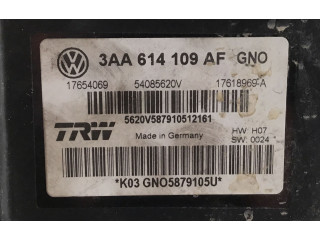 3AA 614 109 AF GNO
17654069 54085620V 17618969-A
5620V587910512161
TRW Made in Germany HW H07
SW 0024
*K03 GNO5879105U*